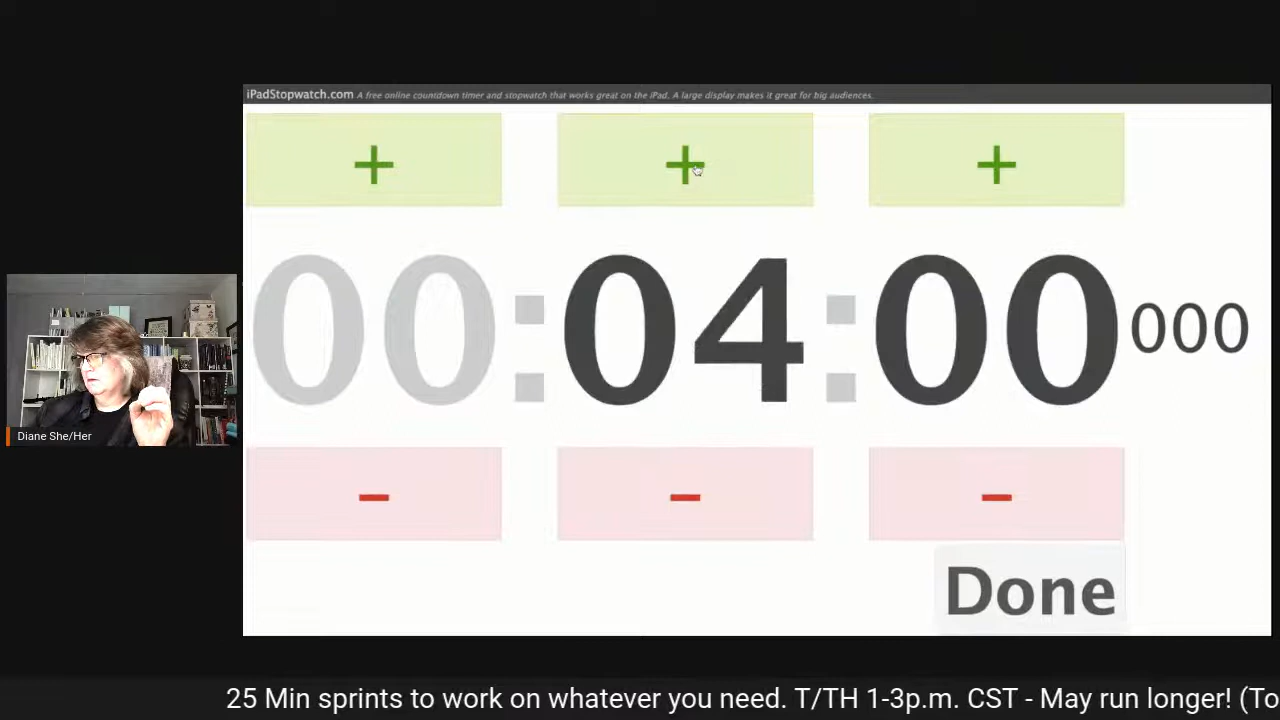 iPadStopwatch.com A free online countdown timer and stopwatch that works great on the iPad. A large display makes it great for big audiences.
+ + +
00:04:00 000
- - -
Done
Diane She/Her
25 Min sprints to work on whatever you need. T/TH 1-3p.m. CST - May run longer! (To